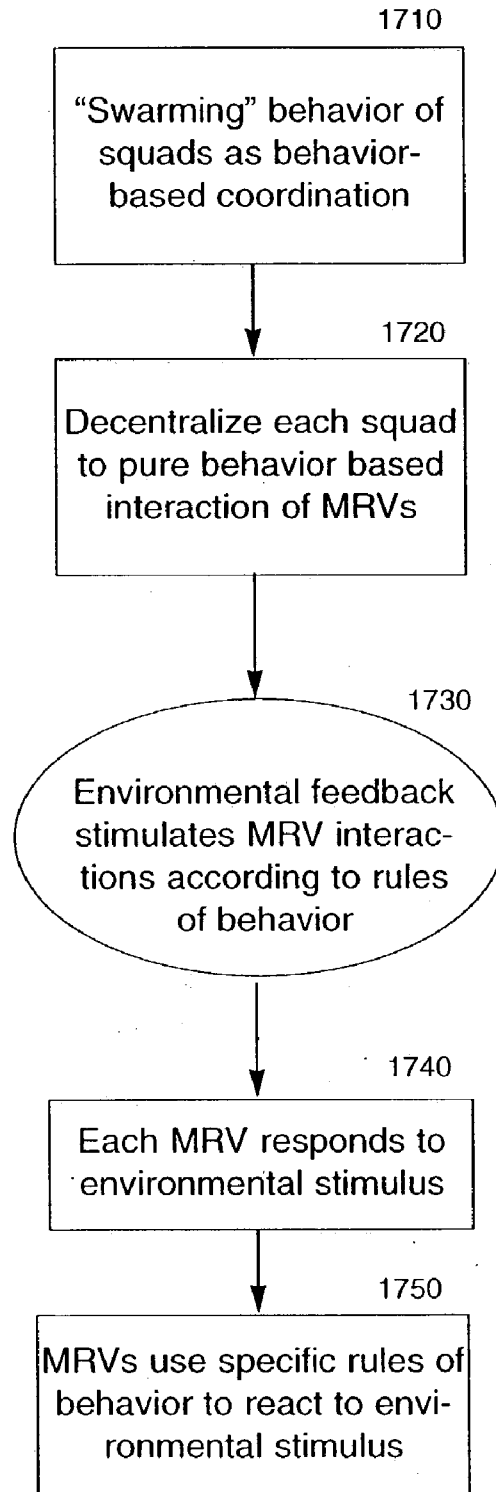 1710
“Swarming” behavior of
squads as behavior-
based coordination
1720
Decentralize each squad
to pure behavior based
interaction of MRVs
1730
Environmental feedback
stimulates MRV interac-
tions according to rules
of behavior
1740
Each MRV responds to
environmental stimulus
1750
MRVs use specific rules of
behavior to react to envi-
ronmental stimulus